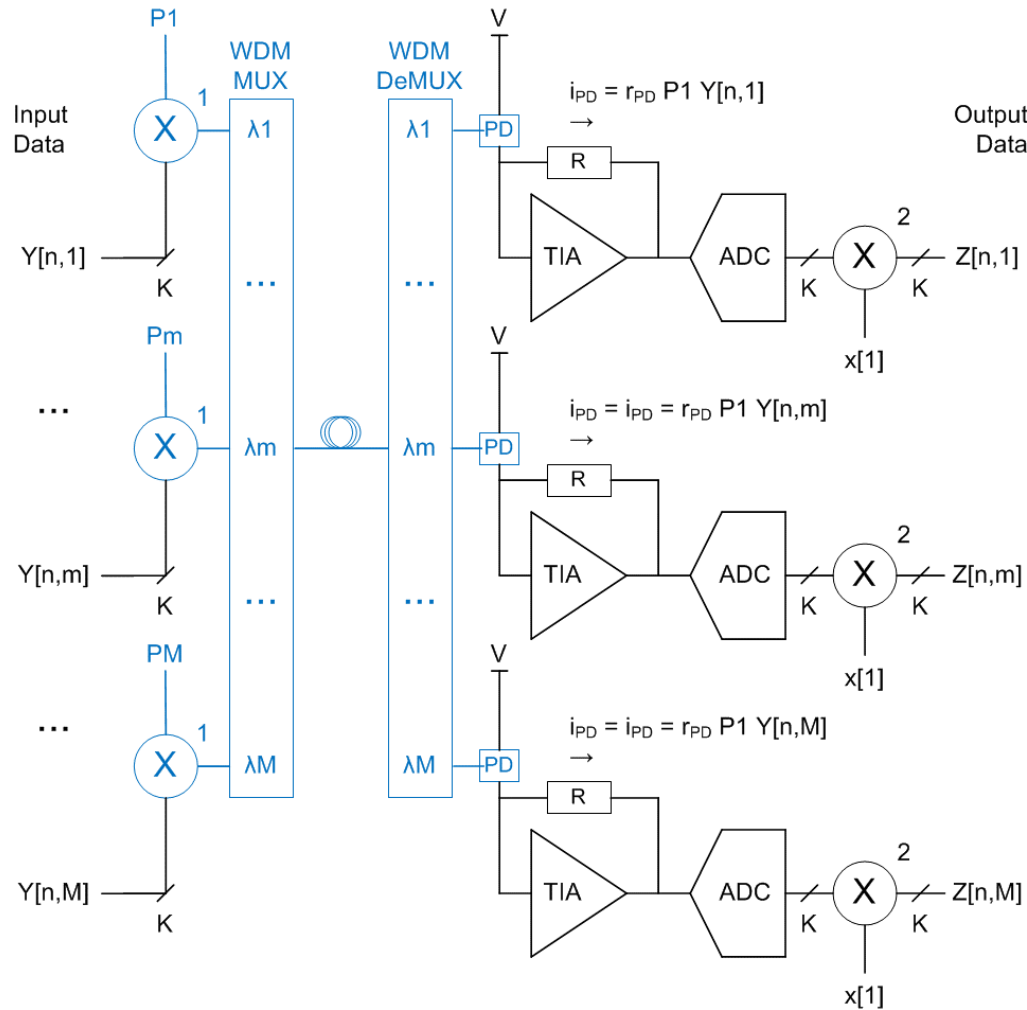 P1
V
WDM
MUX
WDM
DeMUX
iPD = rPD P1 Y[n,1]
→
Input
Data
1
X
λ1
λ1
PD
Output
Data
R
2
Y[n,1]
K
TIA
ADC
K
X
K
Z[n,1]
...
...
x[1]
Pm
V
...
iPD = iPD = rPD P1 Y[n,m]
→
1
X
λm
λm
PD
R
2
Y[n,m]
K
TIA
ADC
K
X
K
Z[n,m]
...
...
x[1]
PM
V
...
iPD = iPD = rPD P1 Y[n,M]
→
1
X
λM
λM
PD
R
2
Y[n,M]
K
TIA
ADC
K
X
K
Z[n,M]
x[1]